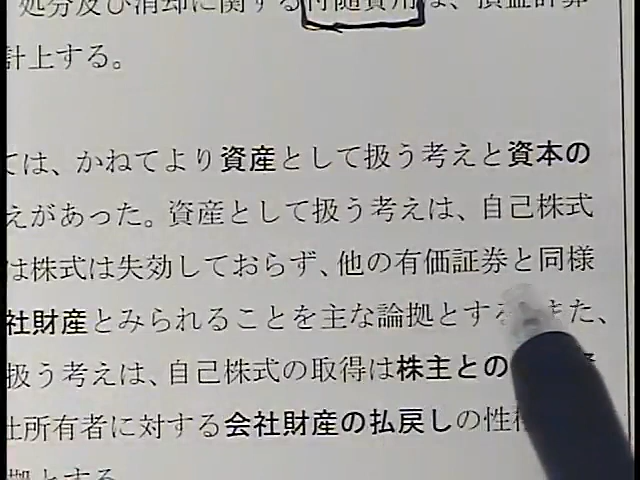 処分及び消却に関する付随費用は、損益計算
計上する。
ては、かねてより資産として扱う考えと資本の
えがあった。資産として扱う考えは、自己株式
は株式は失効しておらず、他の有価証券と同様
社財産とみられることを主な論拠とする。また、
扱う考えは、自己株式の取得は株主との
社所有者に対する会社財産の払戻しの性格
拠とする